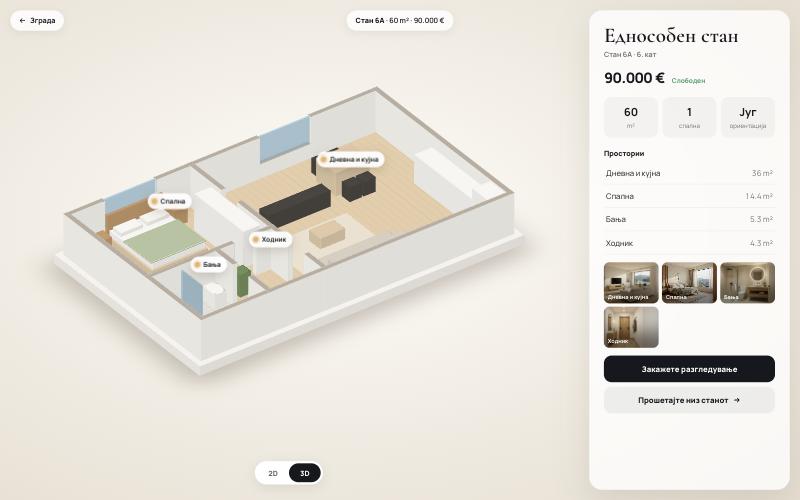 ← Зграда
Стан 6А · 60 m² · 90.000 €
Дневна и кујна
Спална
Ходник
Бања
2D
3D
Еднособен стан
Стан 6А · 6. кат
90.000 € Слободен
60
m²
1
спална
Југ
ориентација
Простории
Дневна и кујна 36 m²
Спална 14.4 m²
Бања 5.3 m²
Ходник 4.3 m²
Дневна и кујна
Спална
Бања
Ходник
Закажете разгледување
Прошетајте низ станот →